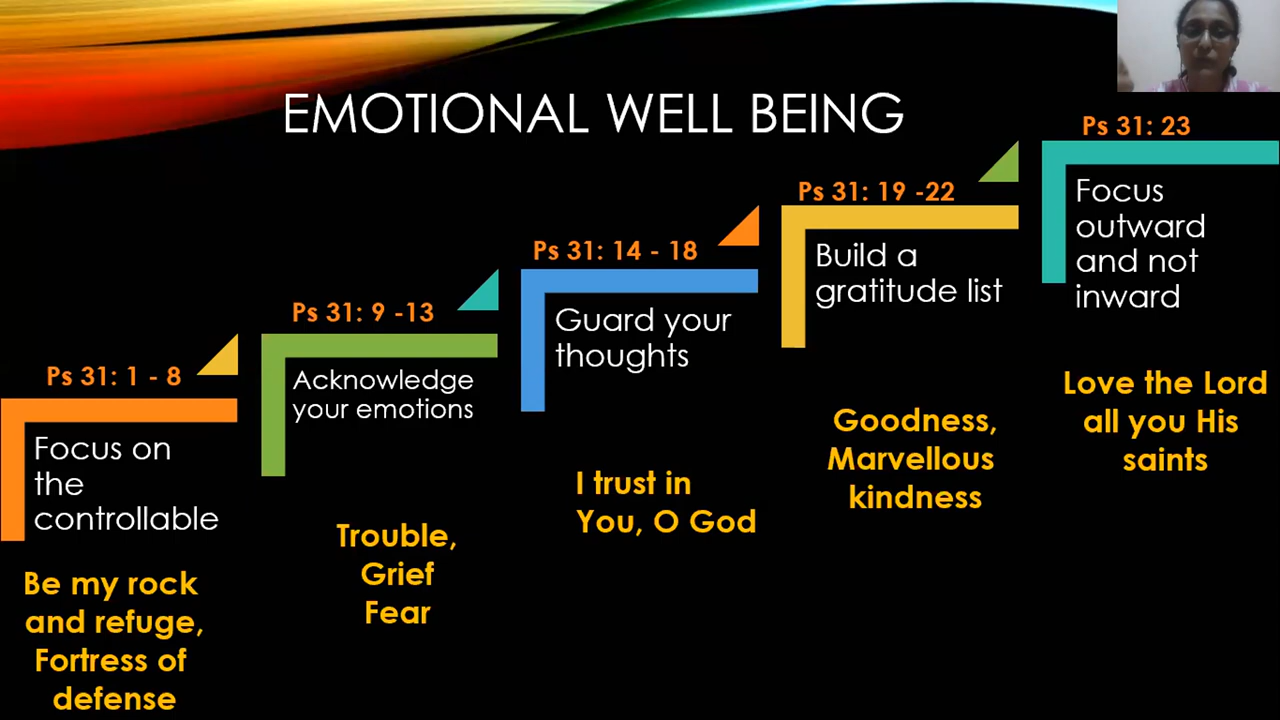 EMOTIONAL WELL BEING
Ps 31: 1 - 8
Focus on
the
controllable
Be my rock
and refuge,
Fortress of
defense
Ps 31: 9 -13
Acknowledge
your emotions
Trouble,
Grief
Fear
Ps 31: 14 - 18
Guard your
thoughts
I trust in
You, O God
Ps 31: 19 -22
Build a
gratitude list
Goodness,
Marvellous
kindness
Ps 31: 23
Focus
outward
and not
inward
Love the Lord
all you His
saints